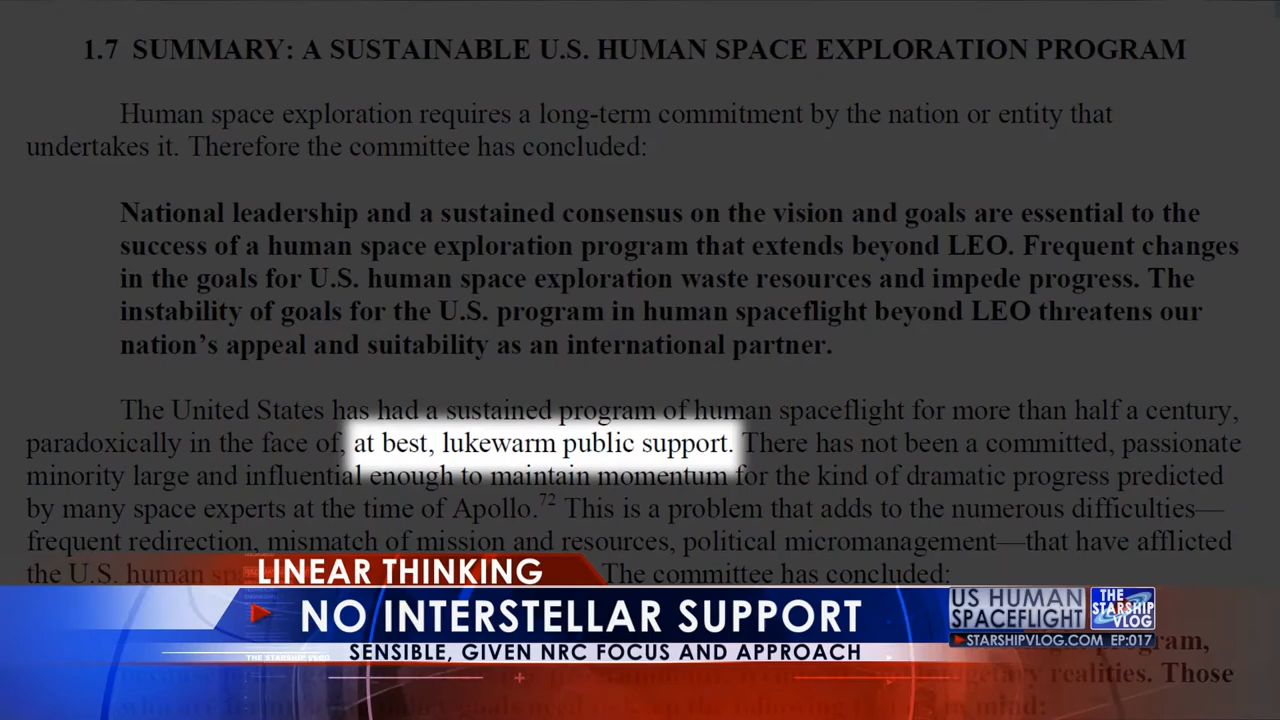 1.7 SUMMARY: A SUSTAINABLE U.S. HUMAN SPACE EXPLORATION PROGRAM
Human space exploration requires a long-term commitment by the nation or entity that
undertakes it. Therefore the committee has concluded:
National leadership and a sustained consensus on the vision and goals are essential to the
success of a human space exploration program that extends beyond LEO. Frequent changes
in the goals for U.S. human space exploration waste resources and impede progress. The
instability of goals for the U.S. program in human spaceflight beyond LEO threatens our
nation's appeal and suitability as an international partner.
The United States has had a sustained program of human spaceflight for more than half a century,
paradoxically in the face of, at best, lukewarm public support. There has not been a committed, passionate
minority large and influential enough to maintain momentum for the kind of dramatic progress predicted
by many space experts at the time of Apollo.72 This is a problem that adds to the numerous difficulties—
frequent redirection, mismatch of mission and resources, political micromanagement—that have afflicted
the U.S. human The committee has concluded:
LINEAR THINKING
NO INTERSTELLAR SUPPORT
SENSIBLE, GIVEN NRC FOCUS AND APPROACH
THE STARSHIP VLOG
US HUMAN
SPACEFLIGHT
THE
STARSHIP
VLOG
STARSHIPVLOG.COM EP:017
realities. Those